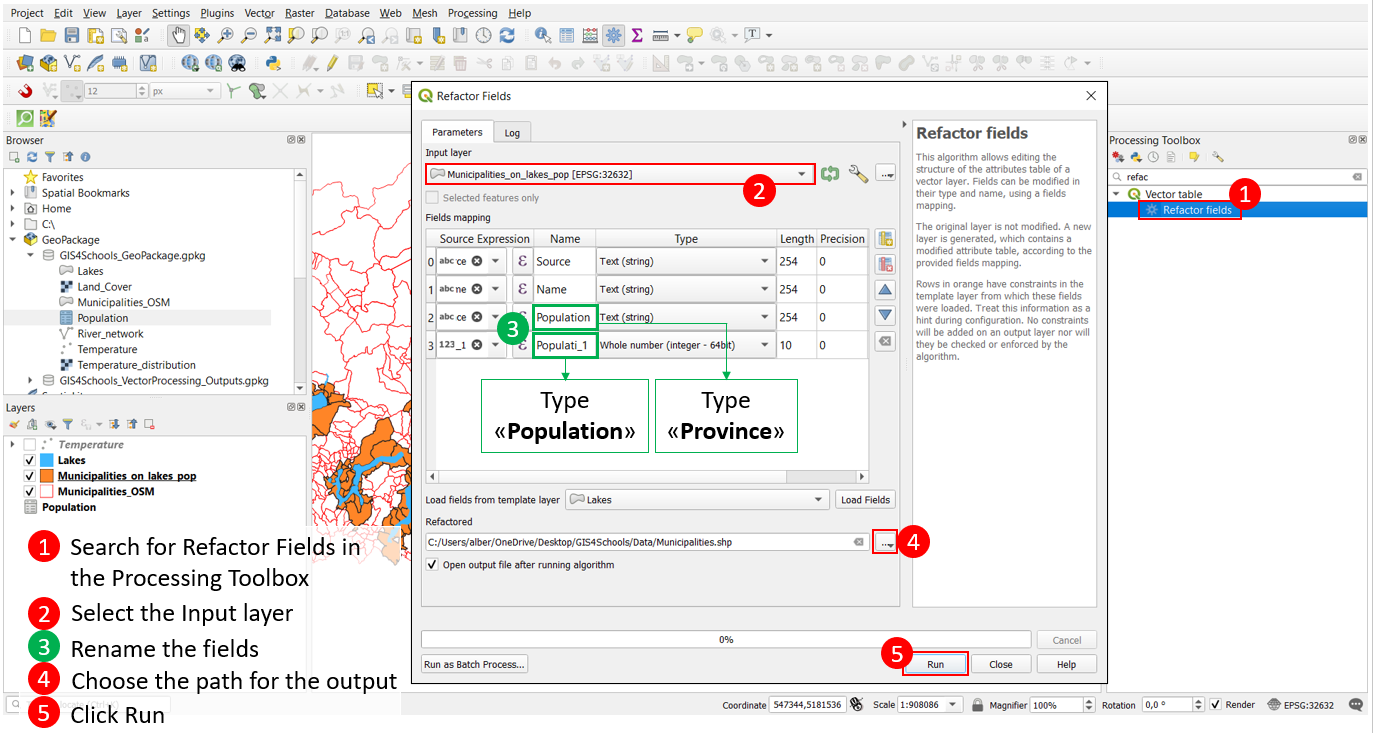 Project Edit View Layer Settings Plugins Vector Raster Database Web Mesh Processing Help
12
px
Browser
Favorites
Spatial Bookmarks
Home
C:\
GeoPackage
GIS4Schools_GeoPackage.gpkg
Lakes
Land_Cover
Municipalities_OSM
Population
River_network
Temperature
Temperature_distribution
GIS4Schools_VectorProcessing_Outputs.gpkg
Layers
Temperature
Lakes
Municipalities_on_lakes_pop
Municipalities_OSM
Population
1 Search for Refactor Fields in
the Processing Toolbox
2 Select the Input layer
3 Rename the fields
4 Choose the path for the output
5 Click Run
Refactor Fields
Parameters Log
Input layer
Municipalities_on_lakes_pop [EPSG:32632]
2
Selected features only
Fields mapping
Source Expression Name Type Length Precision
0 abc ce ε Source Text (string) 254 0
1 abc ne ε Name Text (string) 254 0
2 abc ce ε Population Text (string) 254 0
3
3 123 _1 ε Populati_1 Whole number (integer - 64bit) 10 0
Type
«Population»
Type
«Province»
Load fields from template layer Lakes Load Fields
Refactored
C:/Users/alber/OneDrive/Desktop/GIS4Schools/Data/Municipalities.shp
... 4
Open output file after running algorithm
0% Cancel
Run as Batch Process... 5 Run Close Help
Refactor fields
This algorithm allows editing the
structure of the attributes table of a
vector layer. Fields can be modified in
their type and name, using a fields
mapping.
The original layer is not modified. A new
layer is generated, which contains a
modified attribute table, according to the
provided fields mapping.
Rows in orange have constraints in the
template layer from which these fields
were loaded. Treat this information as a
hint during configuration. No constraints
will be added on an output layer nor will
they be checked or enforced by the
algorithm.
Processing Toolbox
refac
Vector table
1
Refactor fields
Coordinate 547344,5181536 Scale 1:908086 Magnifier 100% Rotation 0,0 ° Render EPSG:32632